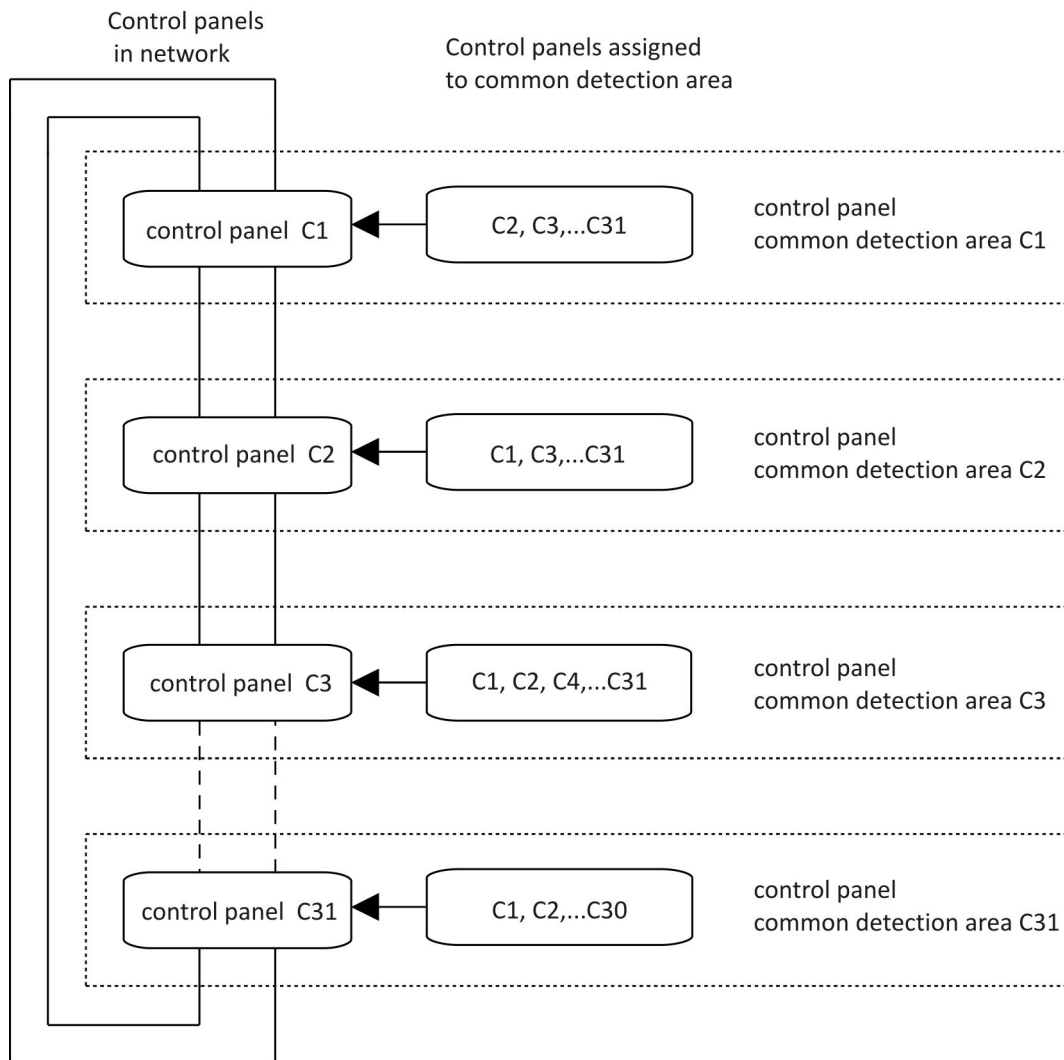 Control panels
in network
Control panels assigned
to common detection area
control panel C1
C2, C3,...C31
control panel
common detection area C1
control panel C2
C1, C3,...C31
control panel
common detection area C2
control panel C3
C1, C2, C4,...C31
control panel
common detection area C3
control panel C31
C1, C2,...C30
control panel
common detection area C31